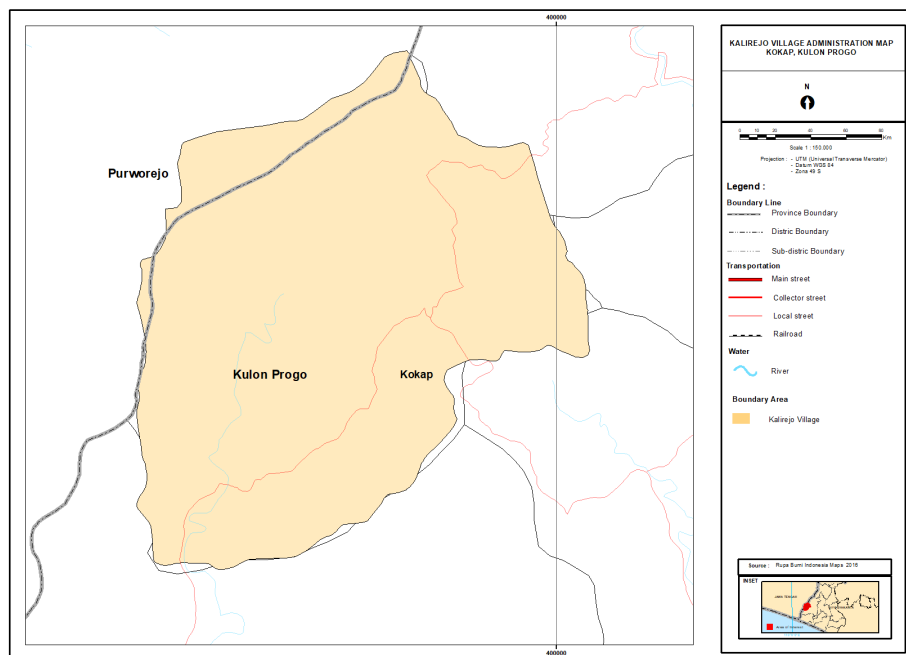 400000
KALIREJO VILLAGE ADMINISTRATION MAP
KOKAP, KULON PROGO
N
0 10 20 40 60 80
Km
Scale 1 : 150.000
Projection : - UTM (Universal Transverse Mercator)
- Datum WGS 84
- Zona 49 S
Legend :
Boundary Line
Province Boundary
Distric Boundary
Sub-distric Boundary
Transportation
Main street
Collector street
Local street
Railroad
Water
River
Boundary Area
Kalirejo Village
Purworejo
Kulon Progo
Kokap
Source : Rupa Bumi Indonesia Maps 2016
INSET
JAWA TENGAH
400000